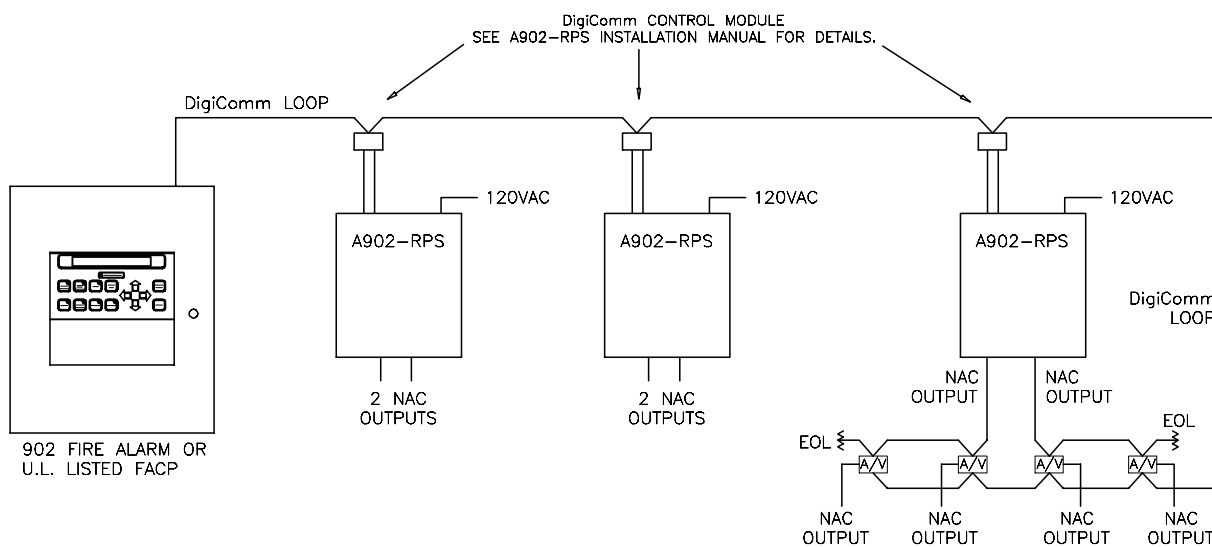 DigiComm CONTROL MODULE
SEE A902-RPS INSTALLATION MANUAL FOR DETAILS.
DigiComm LOOP
120VAC
120VAC
120VAC
A902-RPS
A902-RPS
A902-RPS
DigiComm
LOOP
2 NAC
OUTPUTS
2 NAC
OUTPUTS
NAC
OUTPUT
NAC
OUTPUT
902 FIRE ALARM OR
U.L. LISTED FACP
EOL
EOL
A/V
A/V
A/V
A/V
NAC
OUTPUT
NAC
OUTPUT
NAC
OUTPUT
NAC
OUTPUT